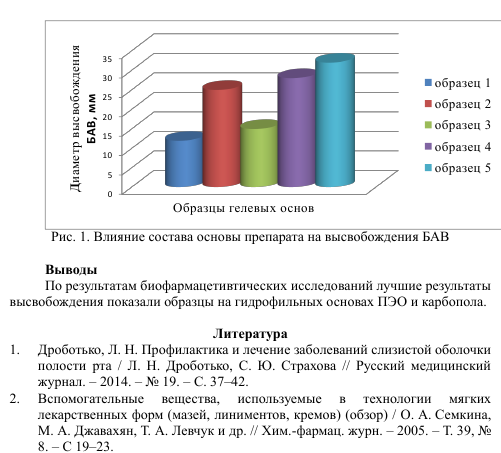 Диаметр высвобождения
БАВ, мм
35
30
25
20
15
10
5
0
образец 1
образец 2
образец 3
образец 4
образец 5
Образцы гелевых основ
Рис. 1. Влияние состава основы препарата на высвобождения БАВ
Выводы
По результатам биофармацетивтических исследований лучшие результаты
высвобождения показали образцы на гидрофильных основах ПЭО и карбопола.
Литература
1. Дроботько, Л. Н. Профилактика и лечение заболеваний слизистой оболочки
полости рта / Л. Н. Дроботько, С. Ю. Страхова // Русский медицинский
журнал. – 2014. – № 19. – С. 37–42.
2. Вспомогательные вещества, используемые в технологии мягких
лекарственных форм (мазей, линиментов, кремов) (обзор) / О. А. Семкина,
М. А. Джавахян, Т. А. Левчук и др. // Хим.-фармац. журн. – 2005. – Т. 39, №
8. – С 19–23.